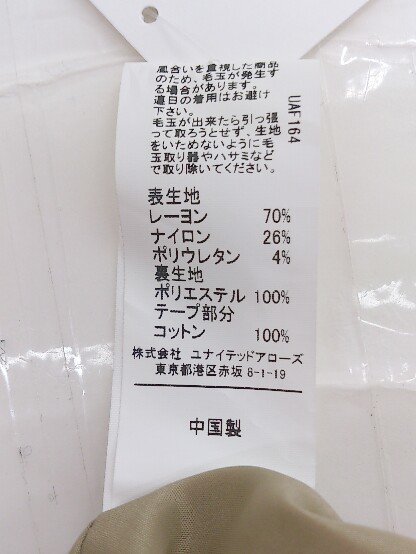 風合いを重視した商品
のため、毛玉が発生す
る場合があります。
連日の着用はお避け
下さい。
毛玉が出来たら引っ張
って取ろうとせず、生地
をいためないように毛
玉取り器やハサミなど
で取り除いてください。
UAF164
表生地
レーヨン 70%
ナイロン 26%
ポリウレタン 4%
裏生地
ポリエステル 100%
テープ部分
コットン 100%
株式会社 ユナイテッドアローズ
東京都港区赤坂 8-1-19
中国製